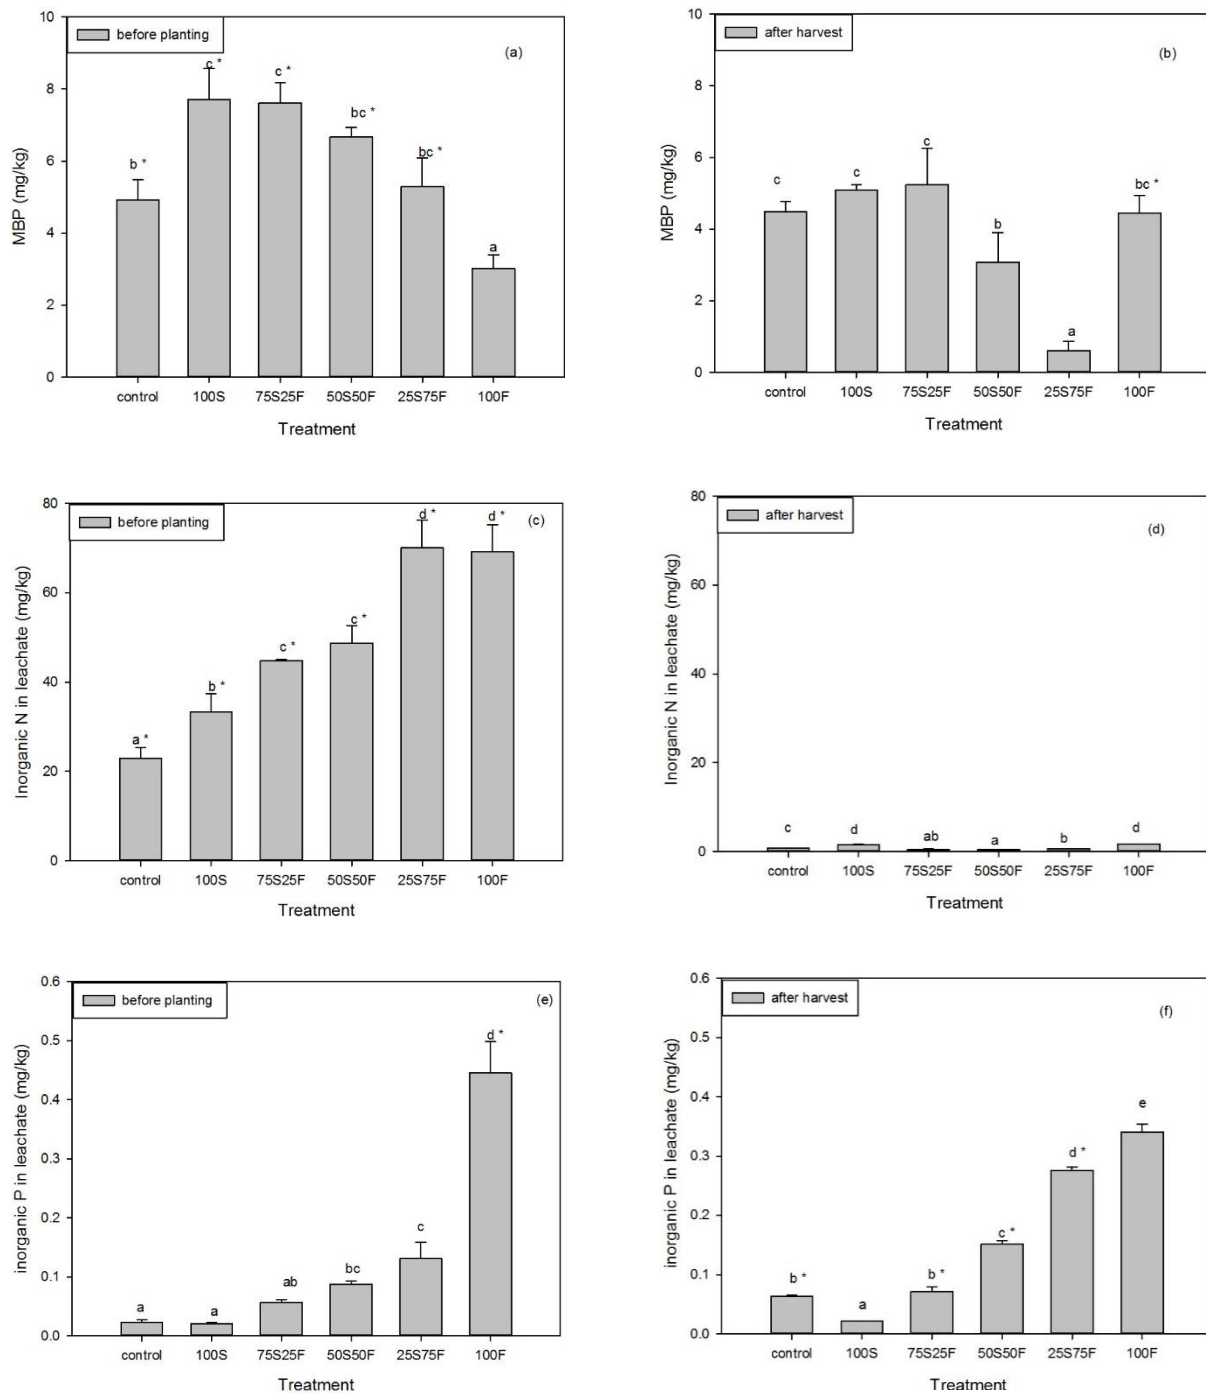 before planting
(a)
MBP (mg/kg)
10
8
6
4
2
0
b *
c *
c *
bc *
bc *
a
control 100S 75S25F 50S50F 25S75F 100F
Treatment
after harvest
(b)
MBP (mg/kg)
10
8
6
4
2
0
c
c
c
b
a
bc *
control 100S 75S25F 50S50F 25S75F 100F
Treatment
before planting
(c)
Inorganic N in leachate (mg/kg)
80
60
40
20
0
a *
b *
c *
c *
d *
d *
control 100S 75S25F 50S50F 25S75F 100F
Treatment
after harvest
(d)
Inorganic N in leachate (mg/kg)
80
60
40
20
0
c
d
ab
a
b
d
control 100S 75S25F 50S50F 25S75F 100F
Treatment
before planting
(e)
inorganic P in leachate (mg/kg)
0.6
0.5
0.4
0.3
0.2
0.1
0.0
a
a
ab
bc
c
d *
control 100S 75S25F 50S50F 25S75F 100F
Treatment
after harvest
(f)
inorganic P in leachate (mg/kg)
0.6
0.5
0.4
0.3
0.2
0.1
0.0
b *
a
b *
c *
d *
e
control 100S 75S25F 50S50F 25S75F 100F
Treatment